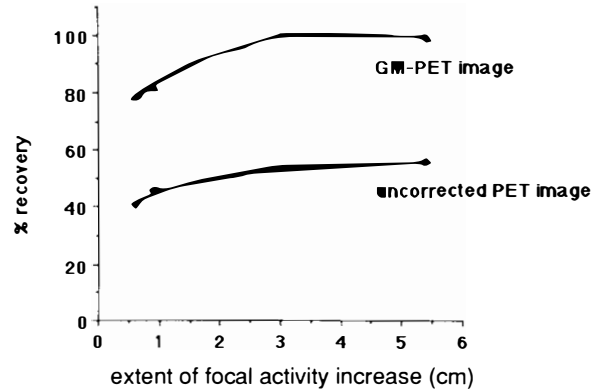 100
GM-PET image
80
60
uncorrected PET image
40
20
0
% recovery
0 1 2 3 4 5 6
extent of focal activity increase (cm)